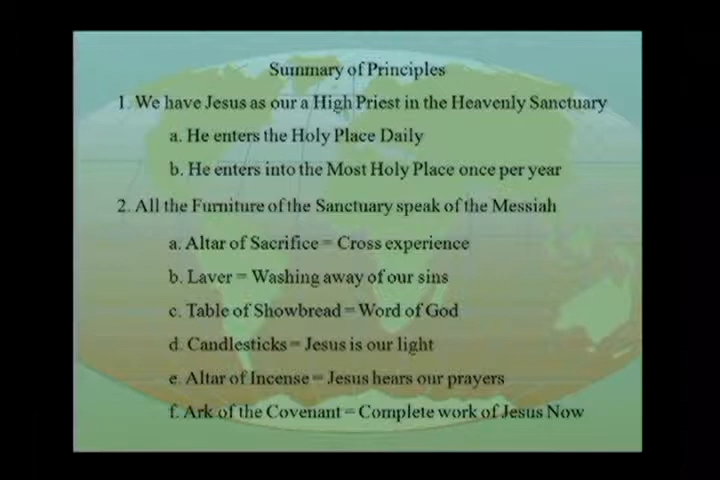 Summary of Principles
1. We have Jesus as our a High Priest in the Heavenly Sanctuary
a. He enters the Holy Place Daily
b. He enters into the Most Holy Place once per year
2. All the Furniture of the Sanctuary speak of the Messiah
a. Altar of Sacrifice = Cross experience
b. Laver = Washing away of our sins
c. Table of Showbread = Word of God
d. Candlesticks = Jesus is our light
e. Altar of Incense = Jesus hears our prayers
f. Ark of the Covenant = Complete work of Jesus Now